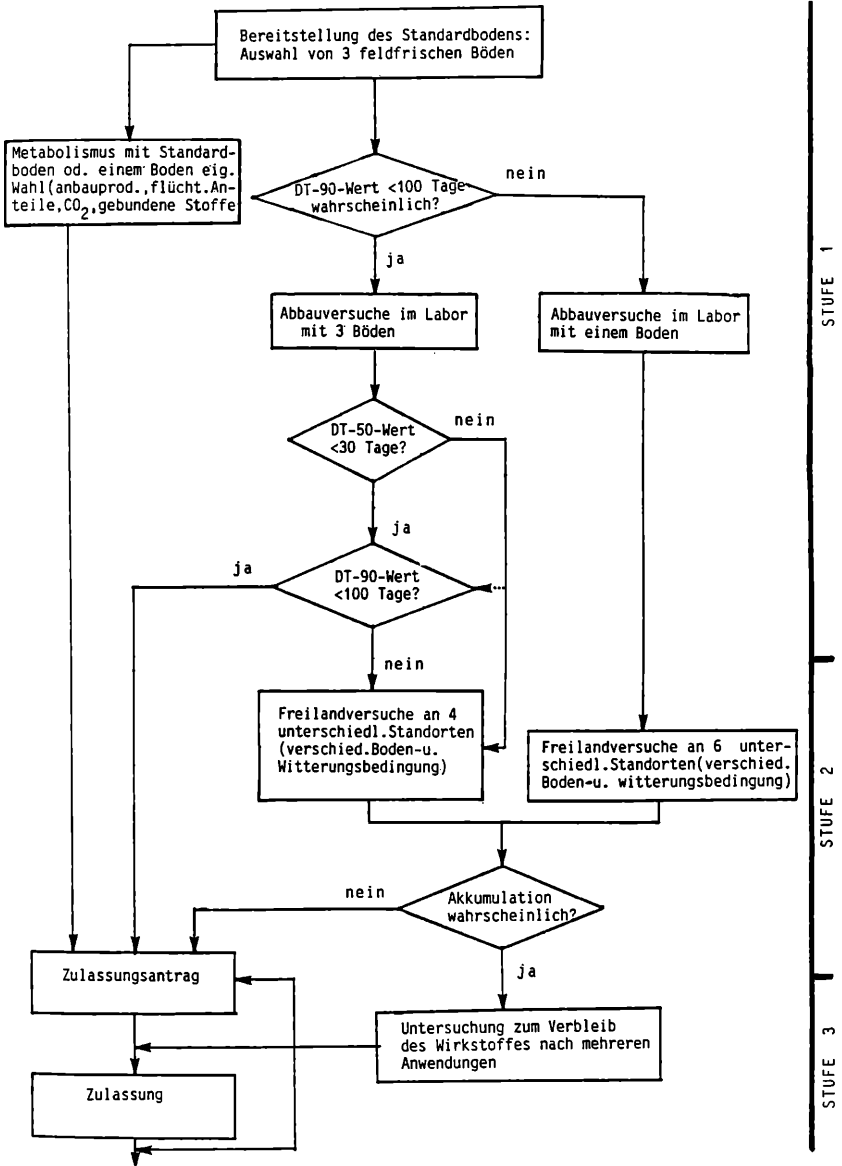 Bereitstellung des Standardbodens:
Auswahl von 3 feldfrischen Böden
Metabolismus mit Standard-
boden od. einem Boden eig.
Wahl(anbauprod.,flücht.An-
teile,CO₂,gebundene Stoffe
DT-90-Wert <100 Tage
wahrscheinlich?
nein
ja
Abbauversuche im Labor
mit 3 Böden
Abbauversuche im Labor
mit einem Boden
STUFE 1
DT-50-Wert
<30 Tage?
nein
ja
DT-90-Wert
<100 Tage?
ja
nein
Freilandversuche an 4
unterschiedl.Standorten
(verschied.Boden-u.
Witterungsbedingung)
Freilandversuche an 6 unter-
schiedl.Standorten(verschied.
Boden-u. witterungsbedingung)
STUFE 2
Akkumulation
wahrscheinlich?
nein
ja
Zulassungsantrag
Untersuchung zum Verbleib
des Wirkstoffes nach mehreren
Anwendungen
Zulassung
STUFE 3